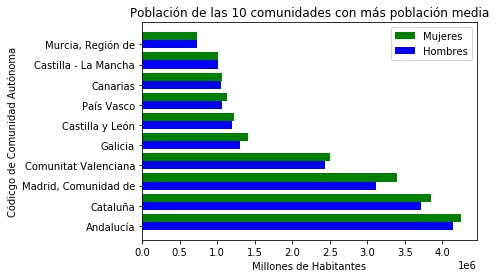 Población de las 10 comunidades con más población media
Mujeres
Hombres
Códicgo de Comunidad Autónoma
Murcia, Región de
Castilla - La Mancha
Canarias
País Vasco
Castilla y León
Galicia
Comunitat Valenciana
Madrid, Comunidad de
Cataluña
Andalucía
0.0 0.5 1.0 1.5 2.0 2.5 3.0 3.5 4.0
1e6
Millones de Habitantes